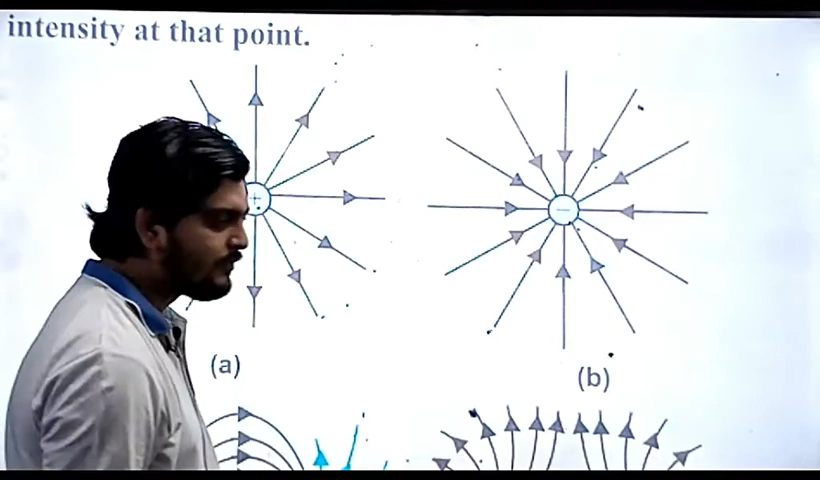 intensity at that point.
+
−
(a)
(b)